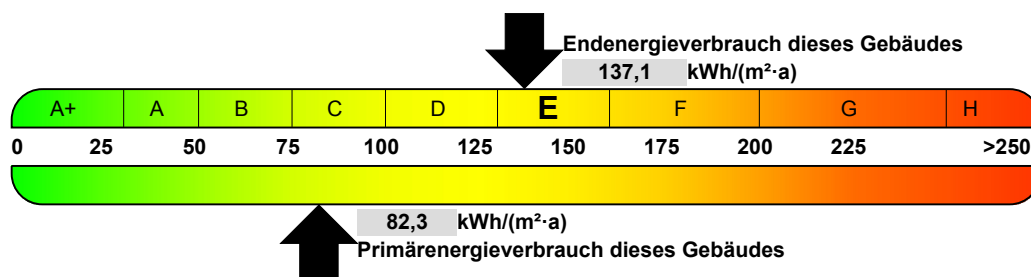 Endenergieverbrauch dieses Gebäudes
137,1 kWh/(m²·a)
A+ A B C D E F G H
0 25 50 75 100 125 150 175 200 225 >250
82,3 kWh/(m²·a)
Primärenergieverbrauch dieses Gebäudes